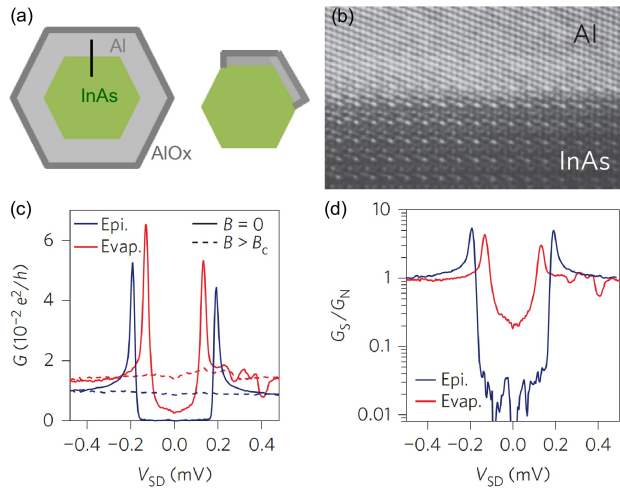 (a)
Al
InAs
AlOx
(b)
Al
InAs
(c)
Epi.
Evap.
B = 0
B > Bc
6
4
2
0
G (10⁻² e²/h)
−0.4 −0.2 0.0 0.2 0.4
VSD (mV)
(d)
10
1
0.1
0.01
GS/GN
Epi.
Evap.
−0.4 −0.2 0.0 0.2 0.4
VSD (mV)